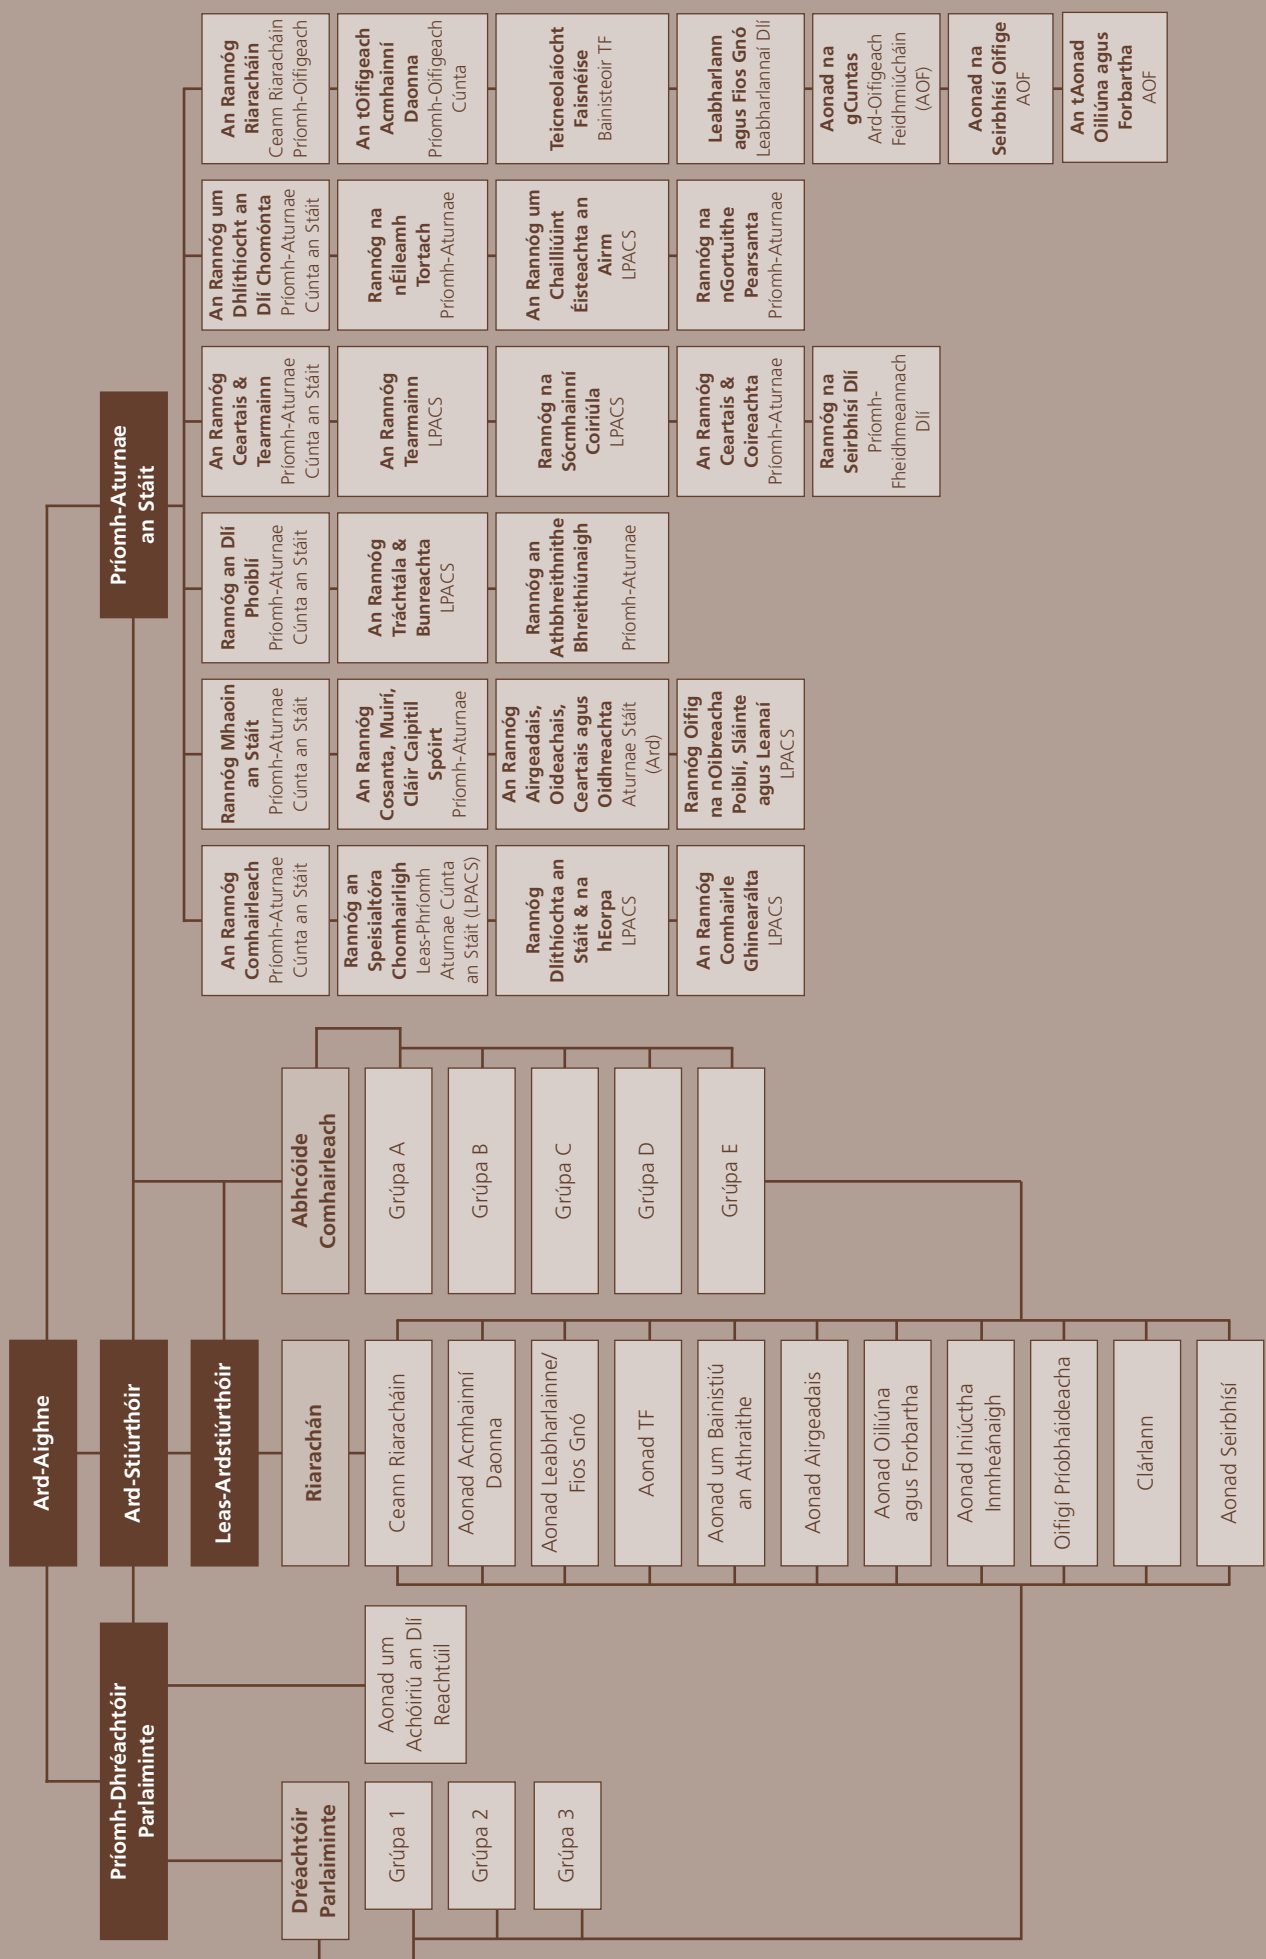 Ard-Aighne
Príomh-Dhréachtóir
Parlaiminte
Ard-Stiúrthóir
Príomh-Aturnae
an Stáit
Leas-Ardstiúrthóir
Dréachtóir
Parlaiminte
Grúpa 1
Grúpa 2
Grúpa 3
Aonad um
Achóiriú an Dlí
Reachtúil
Riarachán
Ceann Riaracháin
Aonad Acmhainní
Daonna
Aonad Leabharlainne/
Fios Gnó
Aonad TF
Aonad um Bainistiú
an Athraithe
Aonad Airgeadais
Aonad Oiliúna
agus Forbartha
Aonad Iniúctha
Inmheánaigh
Oifigí Príobháideacha
Clárlann
Aonad Seirbhísí
Abhcóide
Comhairleach
Grúpa A
Grúpa B
Grúpa C
Grúpa D
Grúpa E
An Rannóg
Comhairleach
Príomh-Aturnae
Cúnta an Stáit
Rannóg an
Speisialtóra
Chomhairligh
Leas-Phríomh
Aturnae Cúnta
an Stáit (LPACS)
Rannóg
Dlíthíochta an
Stáit & na
hEorpa
LPACS
An Rannóg
Comhairle
Ghinearálta
LPACS
Rannóg Mhaoin
an Stáit
Príomh-Aturnae
Cúnta an Stáit
An Rannóg
Cosanta, Muirí,
Cláir Caipitil
Spóirt
Príomh-Aturnae
An Rannóg
Airgeadais,
Oideachais,
Ceartais agus
Oidhreachta
Aturnae Stáit
(Ard)
Rannóg Oifig
na nOibreacha
Poiblí, Sláinte
agus Leanaí
LPACS
Rannóg an Dlí
Phoiblí
Príomh-Aturnae
Cúnta an Stáit
An Rannóg
Tráchtála &
Bunreachta
LPACS
Rannóg an
Athbhreithnithe
Bhreithiúnaigh
Príomh-Aturnae
An Rannóg
Ceartais &
Tearmainn
Príomh-Aturnae
Cúnta an Stáit
An Rannóg
Tearmainn
LPACS
Rannóg na
Sócmhainní
Coiriúla
LPACS
An Rannóg
Ceartais &
Coireachta
Príomh-Aturnae
Rannóg na
Seirbhísí Dlí
Príomh-
Fheidhmeannach
Dlí
An Rannóg um
Dhlíthíocht an
Dlí Chomónta
Príomh-Aturnae
Cúnta an Stáit
Rannóg na
nÉileamh
Tortach
Príomh-Aturnae
An Rannóg um
Chailliúint
Éisteachta an
Airm
LPACS
Rannóg na
nGortuithe
Pearsanta
Príomh-Aturnae
An Rannóg
Riaracháin
Ceann Riaracháin
Príomh-Oifigeach
An tOifigeach
Acmhainní
Daonna
Príomh-Oifigeach
Cúnta
Teicneolaíocht
Faisnéise
Bainisteoir TF
Leabharlann
agus Fios Gnó
Leabharlannaí Dlí
Aonad na
gCuntas
Ard-Oifigeach
Feidhmiúcháin
(AOF)
Aonad na
Seirbhísí Oifige
AOF
An tAonad
Oiliúna agus
Forbartha
AOF